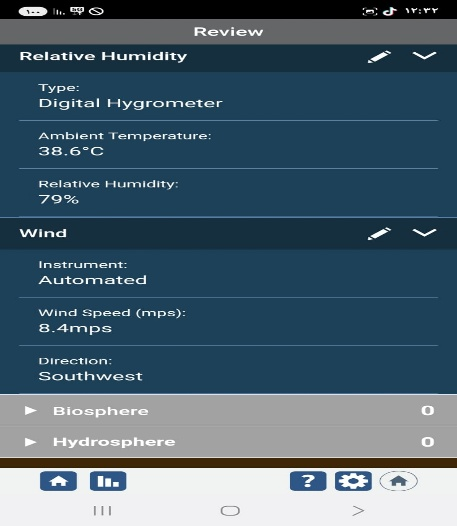 ١٠٠ ١٢:٣٢
Review
Relative Humidity
Type:
Digital Hygrometer
Ambient Temperature:
38.6°C
Relative Humidity:
79%
Wind
Instrument:
Automated
Wind Speed (mps):
8.4mps
Direction:
Southwest
Biosphere 0
Hydrosphere 0
?